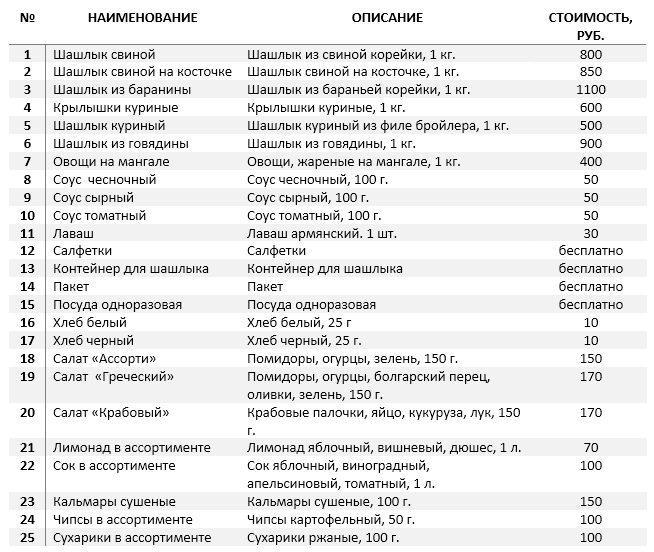 № НАИМЕНОВАНИЕ ОПИСАНИЕ СТОИМОСТЬ,
РУБ.
1 Шашлык свиной Шашлык из свиной корейки, 1 кг. 800
2 Шашлык свиной на косточке Шашлык свиной на косточке, 1 кг. 850
3 Шашлык из баранины Шашлык из бараньей корейки, 1 кг. 1100
4 Крылышки куриные Крылышки куриные, 1 кг. 600
5 Шашлык куриный Шашлык куриный из филе бройлера, 1 кг. 500
6 Шашлык из говядины Шашлык из говядины, 1 кг. 900
7 Овощи на мангале Овощи, жареные на мангале, 1 кг. 400
8 Соус чесночный Соус чесночный, 100 г. 50
9 Соус сырный Соус сырный, 100 г. 50
10 Соус томатный Соус томатный, 100 г. 50
11 Лаваш Лаваш армянский. 1 шт. 30
12 Салфетки Салфетки бесплатно
13 Контейнер для шашлыка Контейнер для шашлыка бесплатно
14 Пакет Пакет бесплатно
15 Посуда одноразовая Посуда одноразовая бесплатно
16 Хлеб белый Хлеб белый, 25 г 10
17 Хлеб черный Хлеб черный, 25 г. 10
18 Салат «Ассорти» Помидоры, огурцы, зелень, 150 г. 150
19 Салат «Греческий» Помидоры, огурцы, болгарский перец, 170
оливки, зелень, 150 г.
20 Салат «Крабовый» Крабовые палочки, яйцо, кукуруза, лук, 150 170
г.
21 Лимонад в ассортименте Лимонад яблочный, вишневый, дюшес, 1 л. 70
22 Сок в ассортименте Сок яблочный, виноградный, 100
апельсиновый, томатный, 1 л.
23 Кальмары сушеные Кальмары сушеные, 100 г. 150
24 Чипсы в ассортименте Чипсы картофельный, 50 г. 100
25 Сухарики в ассортименте Сухарики ржаные, 100 г. 100